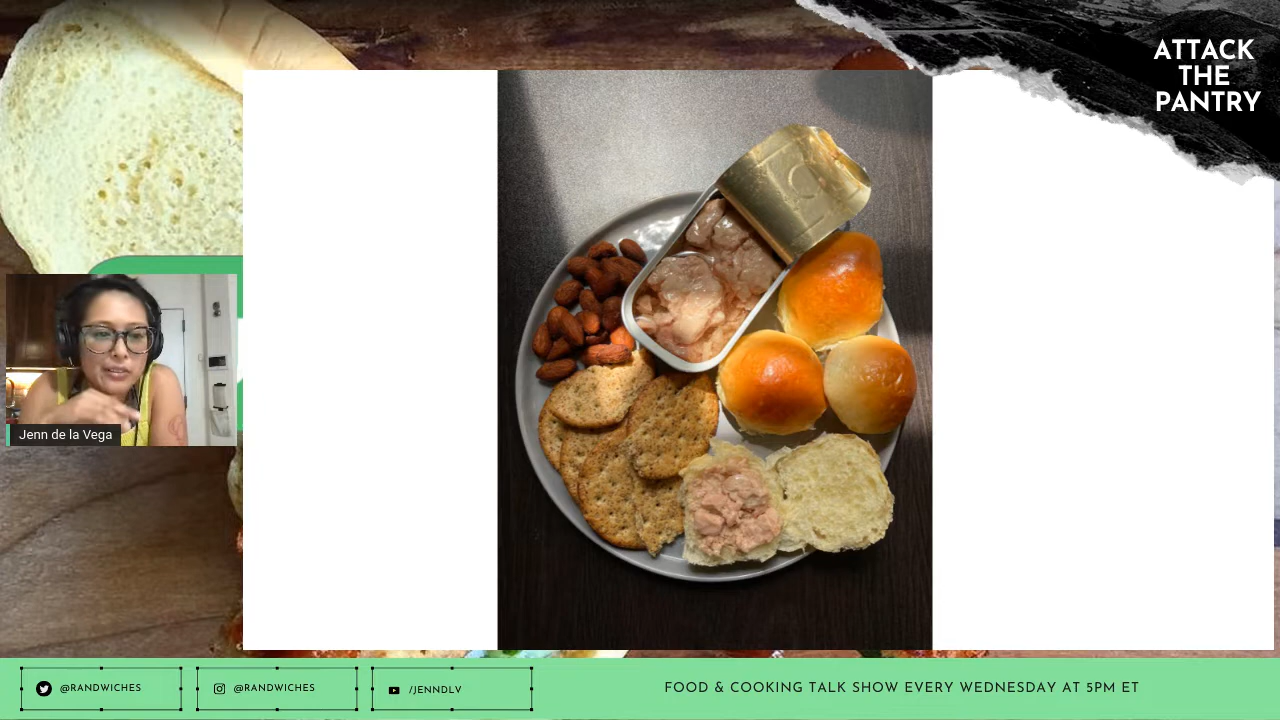 ATTACK
THE
PANTRY
Jenn de la Vega
@RANDWICHES
@RANDWICHES
/JENNDLV
FOOD & COOKING TALK SHOW EVERY WEDNESDAY AT 5PM ET